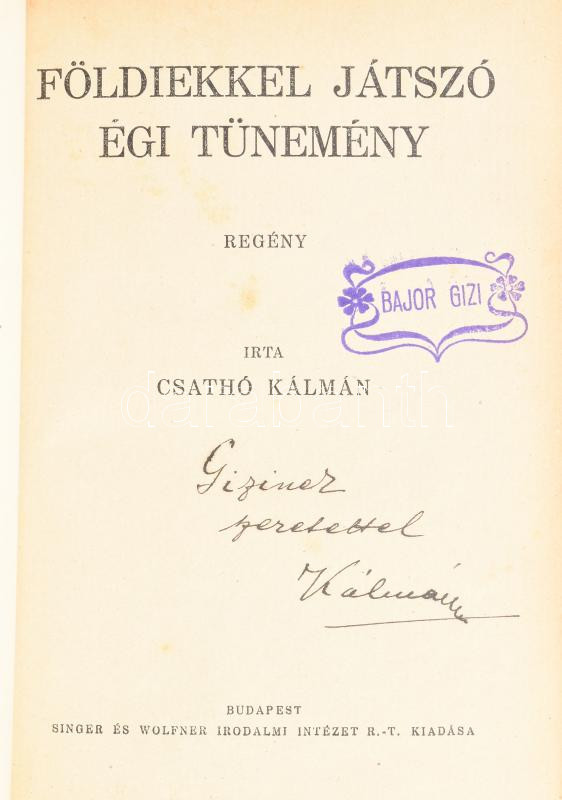 FÖLDIEKKEL JÁTSZÓ
ÉGI TÜNEMÉNY
REGÉNY
BAJOR GIZI
IRTA
CSATHÓ KÁLMÁN
darabanth
Gizinek
szeretettel
Kálmán
BUDAPEST
SINGER ÉS WOLFNER IRODALMI INTÉZET R.-T. KIADÁSA